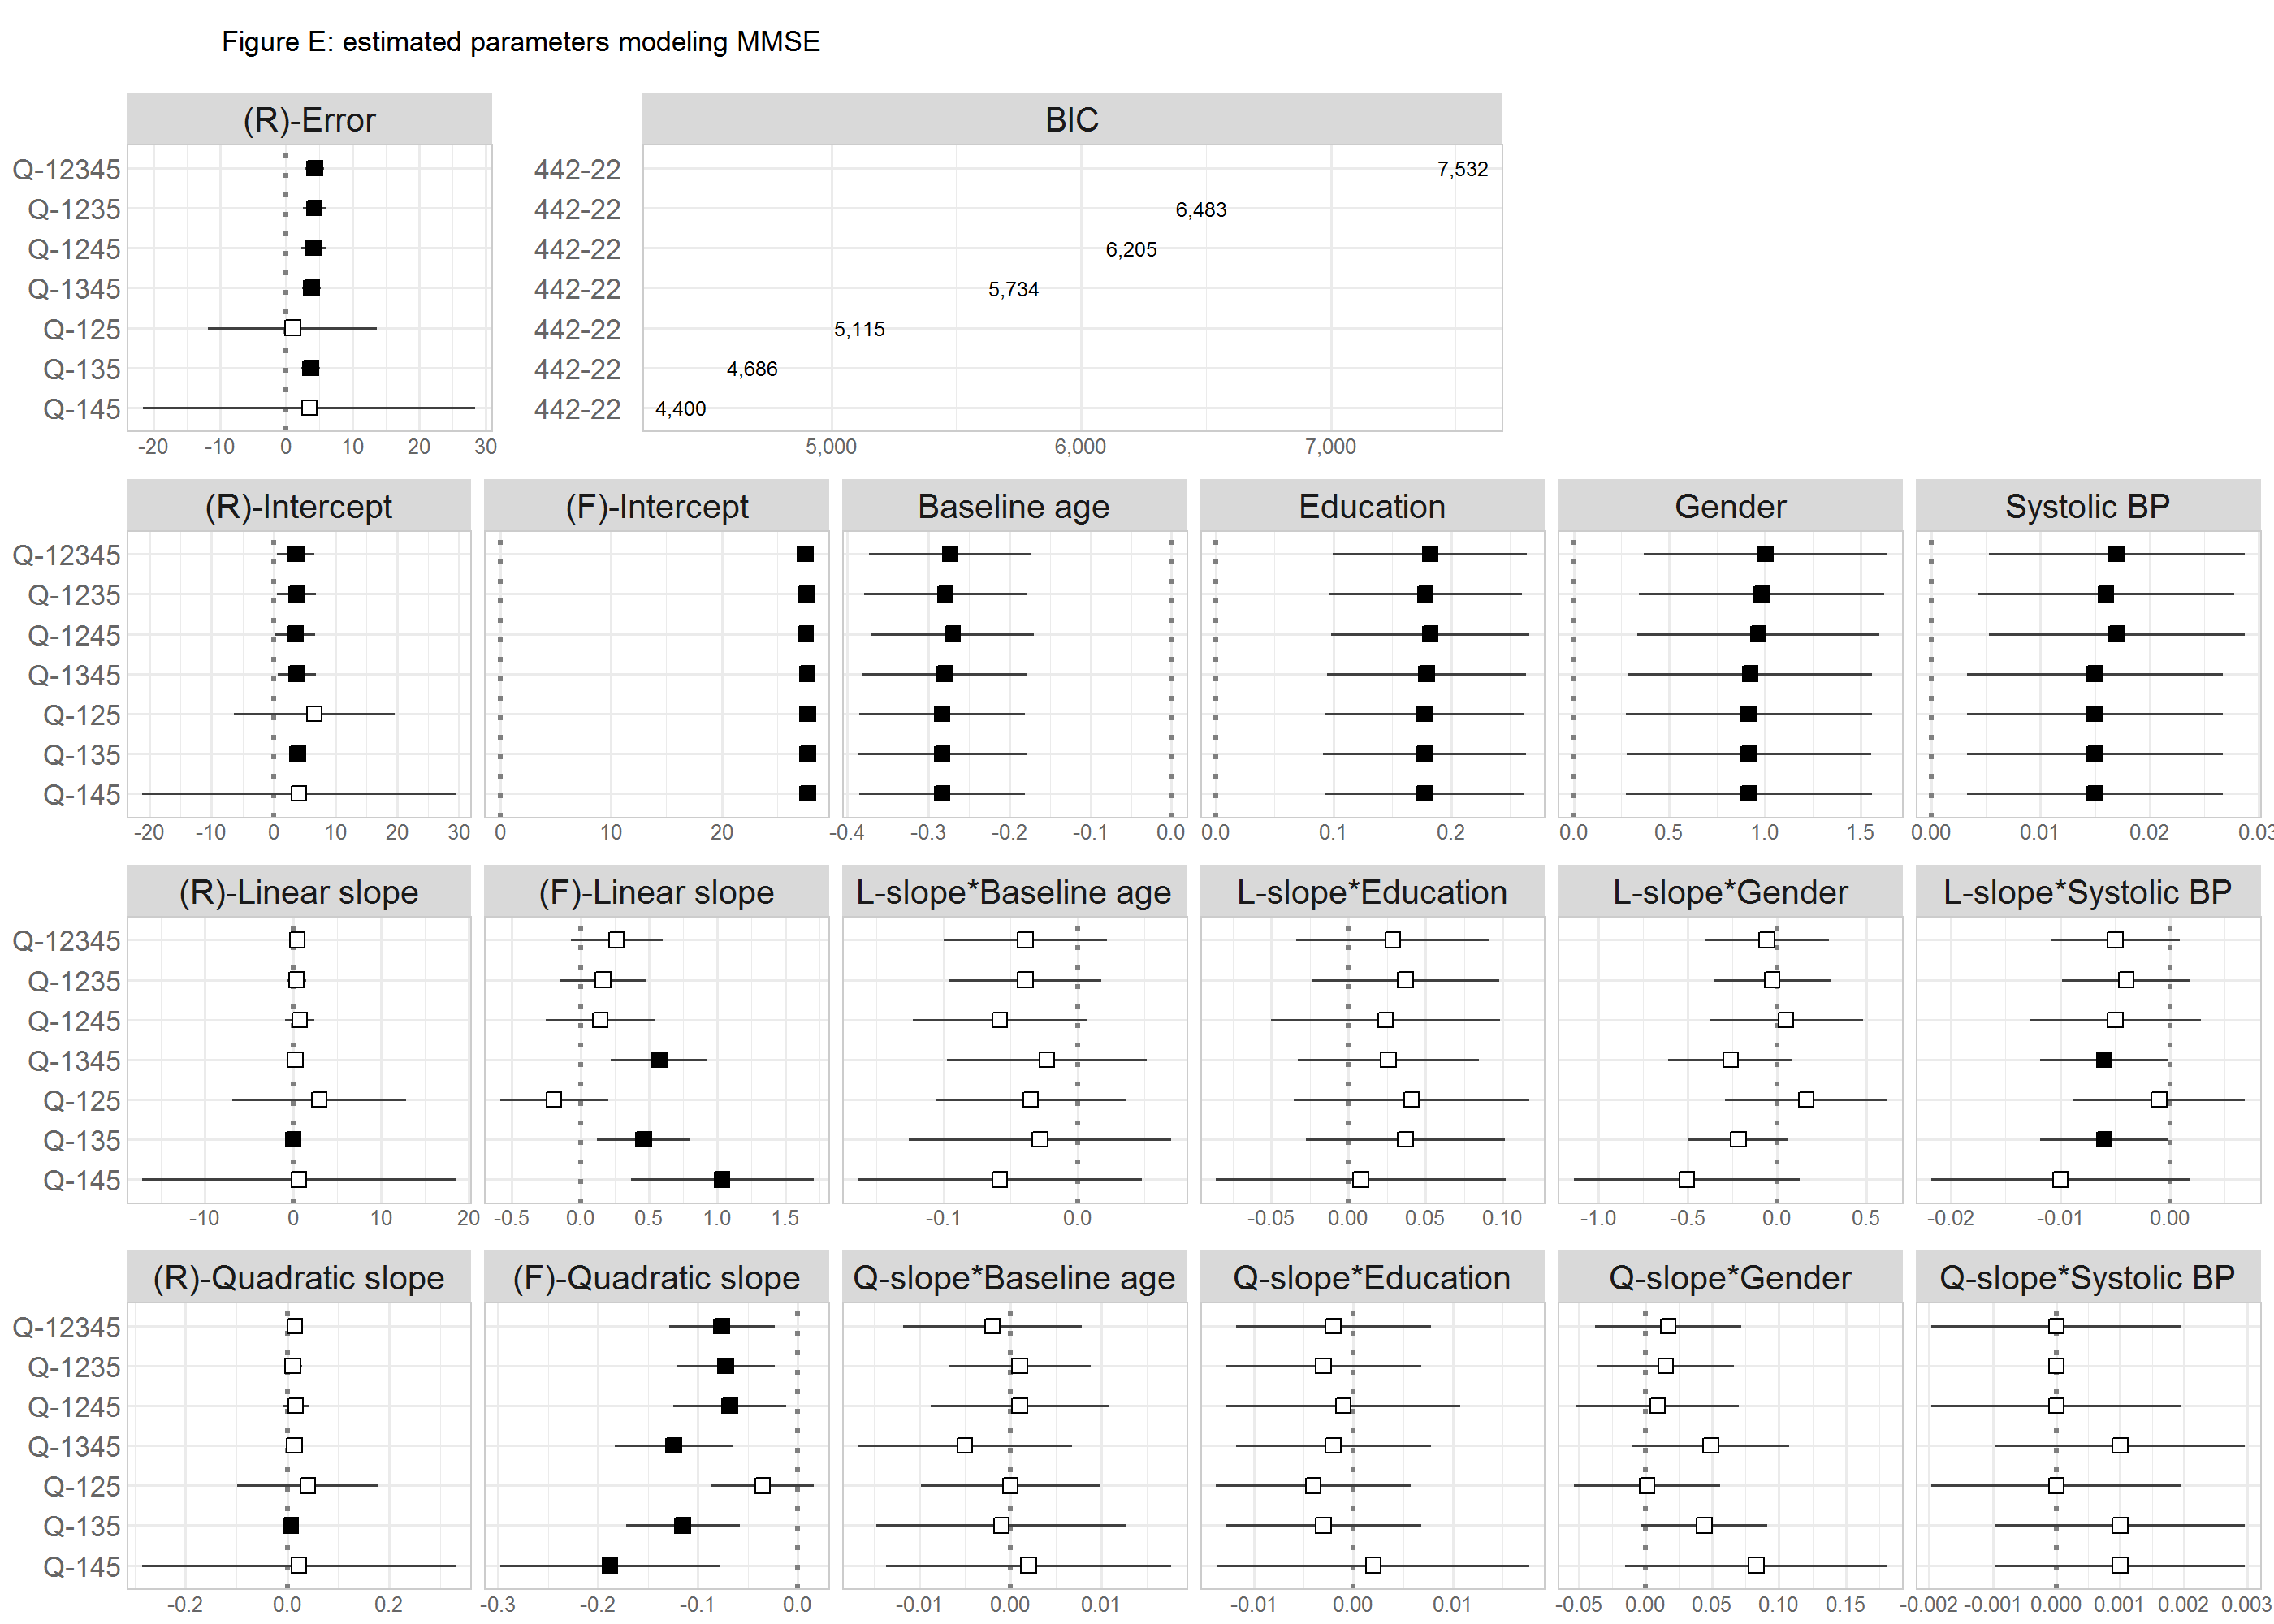 Figure E: estimated parameters modeling MMSE
(R)-Error
BIC
Q-12345
442-22
7,532
Q-1235
442-22
6,483
Q-1245
442-22
6,205
Q-1345
442-22
5,734
Q-125
442-22
5,115
Q-135
442-22
4,686
Q-145
442-22
4,400
-20 -10 0 10 20 30
5,000 6,000 7,000
(R)-Intercept
(F)-Intercept
Baseline age
Education
Gender
Systolic BP
Q-12345
Q-1235
Q-1245
Q-1345
Q-125
Q-135
Q-145
-20 -10 0 10 20 30
0 10 20
-0.4 -0.3 -0.2 -0.1 0.0
0.0 0.1 0.2
0.0 0.5 1.0 1.5
0.00 0.01 0.02 0.03
(R)-Linear slope
(F)-Linear slope
L-slope*Baseline age
L-slope*Education
L-slope*Gender
L-slope*Systolic BP
Q-12345
Q-1235
Q-1245
Q-1345
Q-125
Q-135
Q-145
-10 0 10 20
-0.5 0.0 0.5 1.0 1.5
-0.1 0.0
-0.05 0.00 0.05 0.10
-1.0 -0.5 0.0 0.5
-0.02 -0.01 0.00
(R)-Quadratic slope
(F)-Quadratic slope
Q-slope*Baseline age
Q-slope*Education
Q-slope*Gender
Q-slope*Systolic BP
Q-12345
Q-1235
Q-1245
Q-1345
Q-125
Q-135
Q-145
-0.2 0.0 0.2
-0.3 -0.2 -0.1 0.0
-0.01 0.00 0.01
-0.01 0.00
-0.05 0.00 0.05 0.10 0.15
-0.002 -0.001 0.000 0.001 0.002 0.003